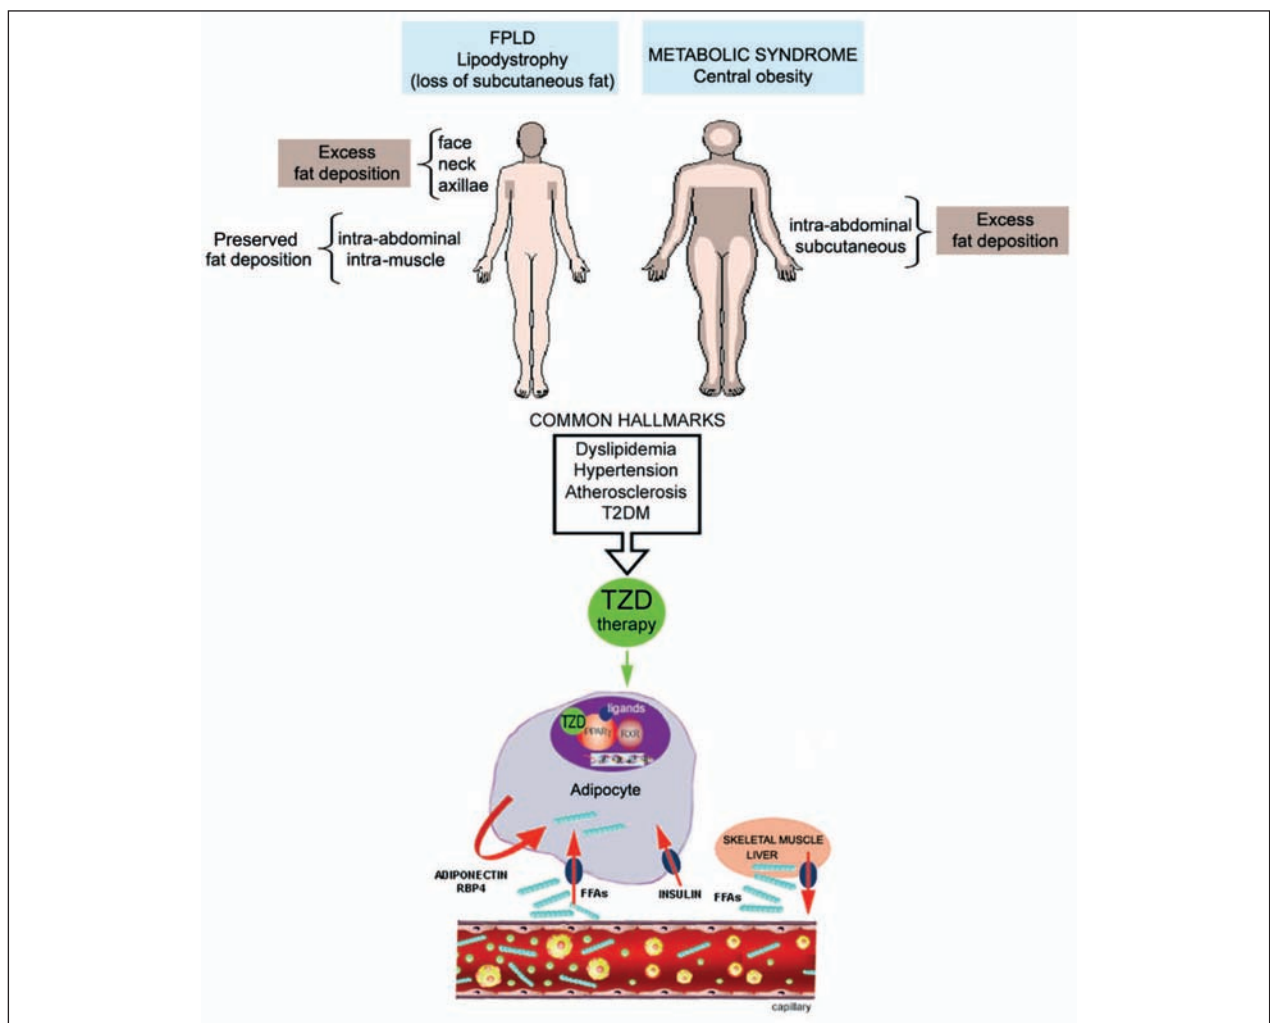 FPLD
Lipodystrophy
(loss of subcutaneous fat)
METABOLIC SYNDROME
Central obesity
Excess
fat deposition
face
neck
axillae
Preserved
fat deposition
intra-abdominal
intra-muscle
intra-abdominal
subcutaneous
Excess
fat deposition
COMMON HALLMARKS
Dyslipidemia
Hypertension
Atherosclerosis
T2DM
TZD
therapy
ligands
TZD
PPARγ
RXR
Adipocyte
SKELETAL MUSCLE
LIVER
ADIPONECTIN
RBP4
FFAs
INSULIN
FFAs
capillary